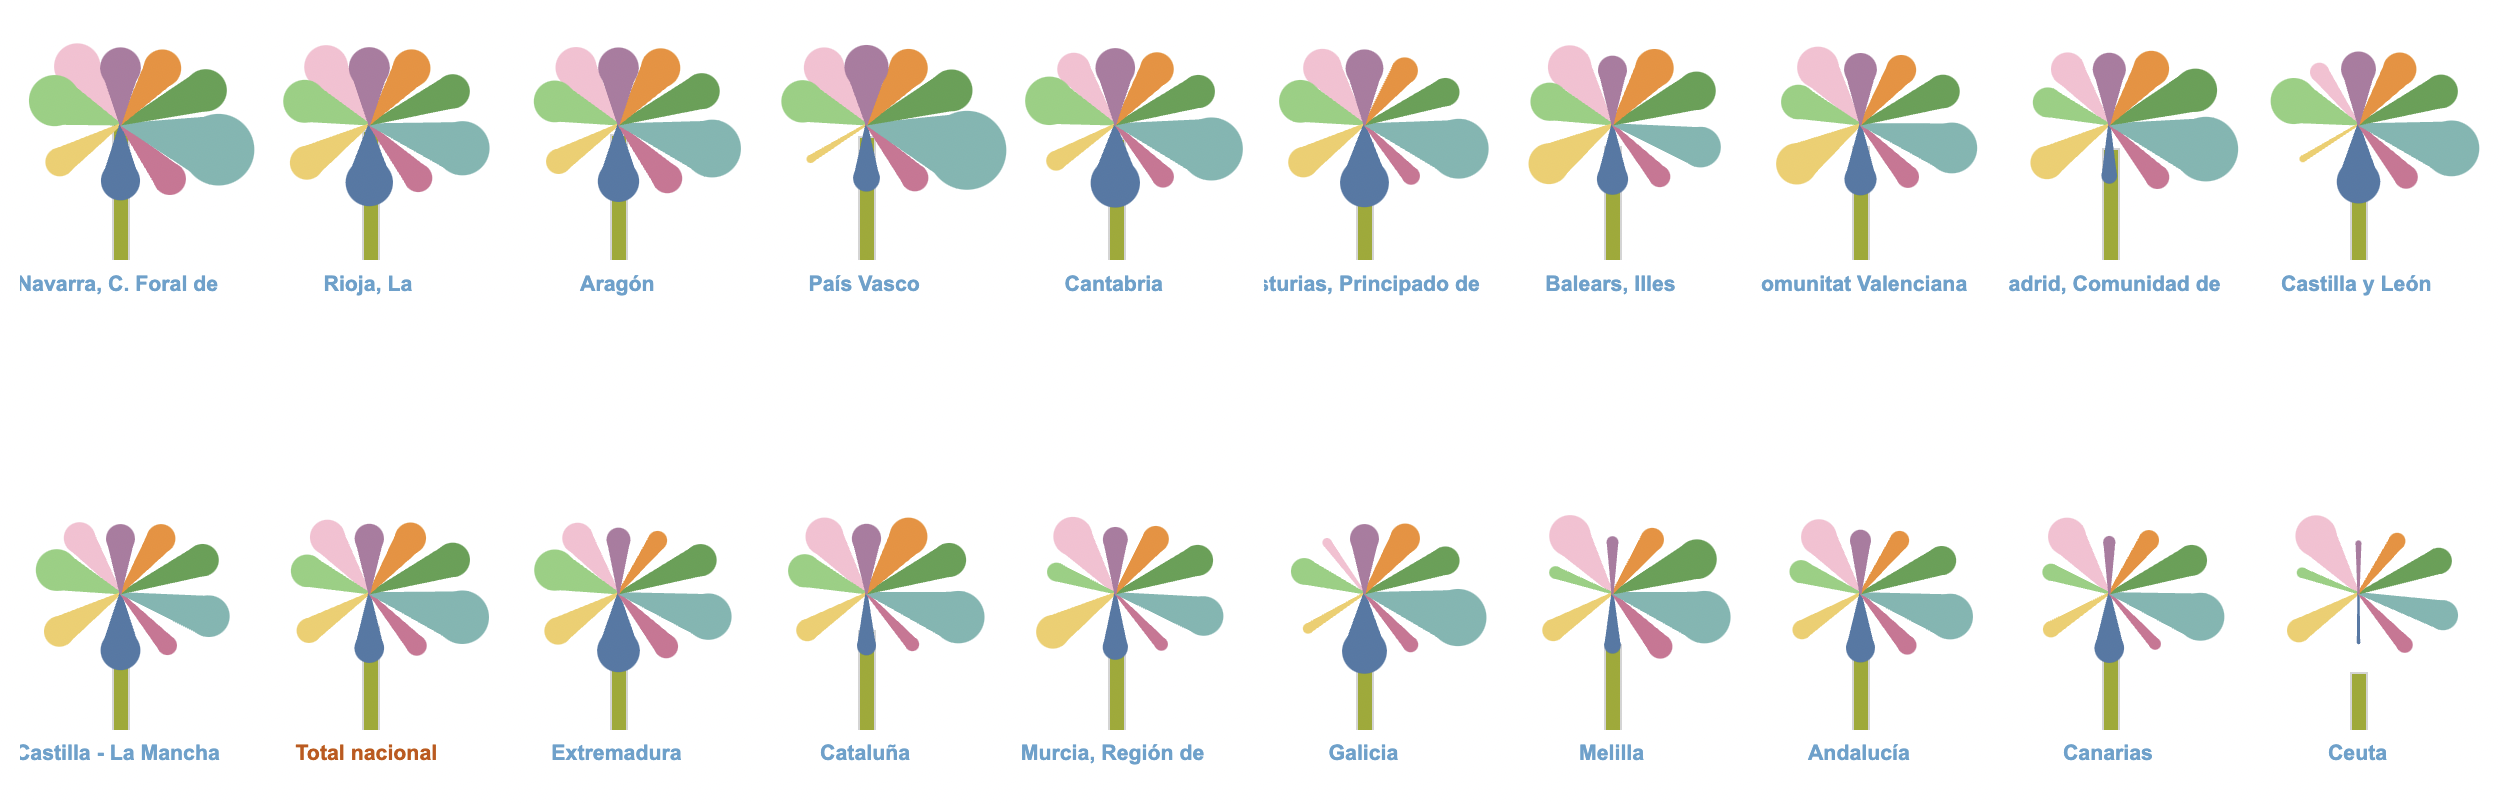 Navarra, C. Foral de
Rioja, La
Aragón
País Vasco
Cantabria
sturias, Principado de
Balears, Illes
omunitat Valenciana
adrid, Comunidad de
Castilla y León
Castilla - La Mancha
Total nacional
Extremadura
Cataluña
Murcia, Región de
Galicia
Melilla
Andalucía
Canarias
Ceuta